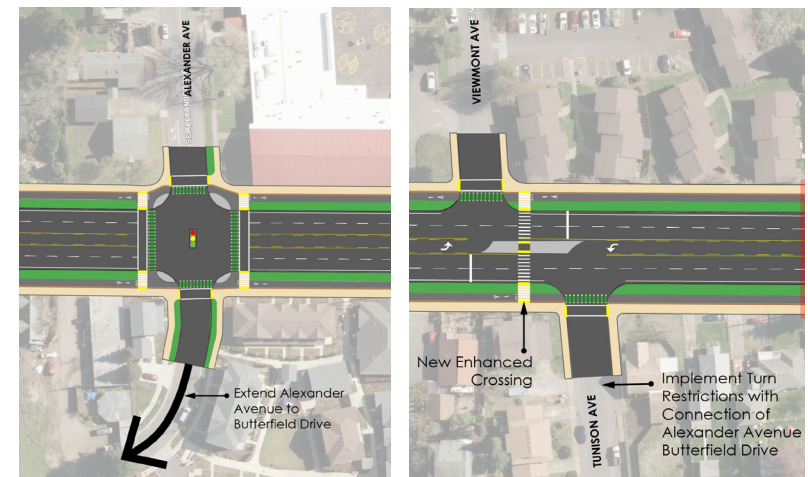 ALEXANDER AVE
Extend Alexander
Avenue to
Butterfield Drive
VIEWMONT AVE
New Enhanced
Crossing
TUNISON AVE
Implement Turn
Restrictions with
Connection of
Alexander Avenue
Butterfield Drive